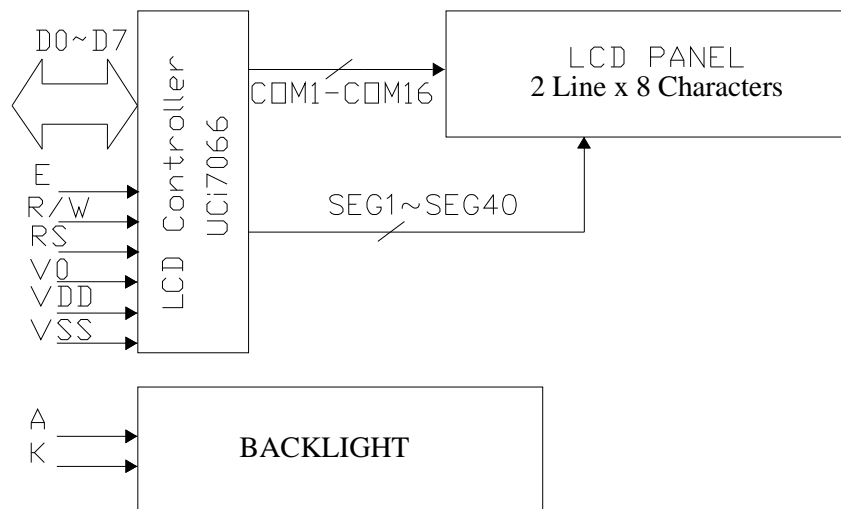 D0~D7
E
R/W
RS
V0
VDD
VSS
LCD Controller
UCi7066
COM1-COM16
SEG1~SEG40
LCD PANEL
2 Line x 8 Characters
A
K
BACKLIGHT